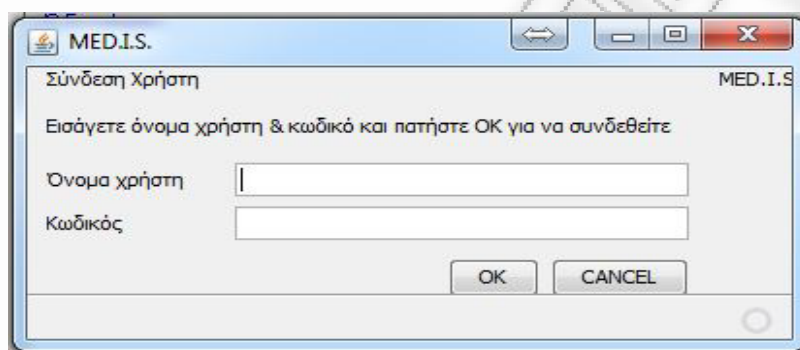 MED.I.S.
Σύνδεση Χρήστη MED.I.S
Εισάγετε όνομα χρήστη & κωδικό και πατήστε OK για να συνδεθείτε
Όνομα χρήστη
Κωδικός
OK CANCEL